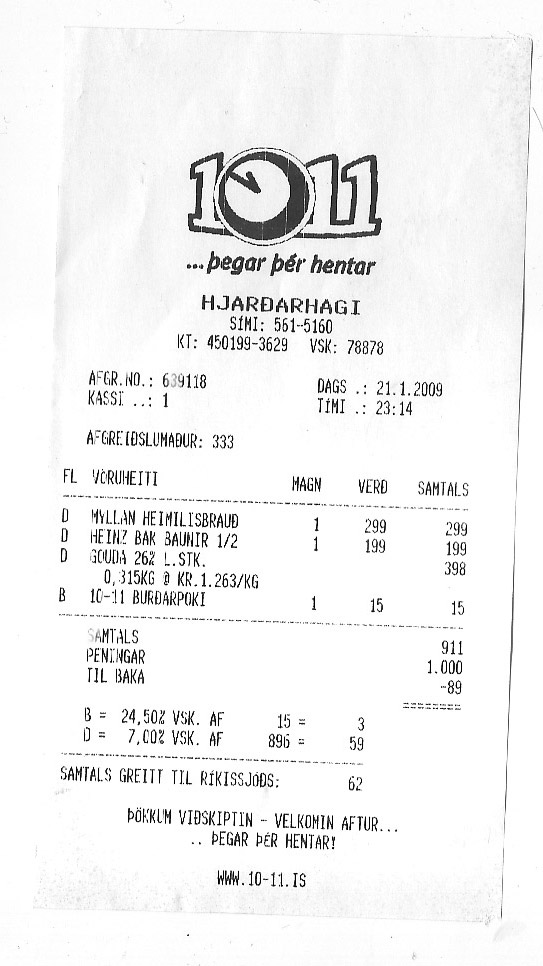 1011
...þegar þér hentar
HJARÐARHAGI
SÍMI: 561-5160
KT: 450199-3629 VSK: 78878
AFGR.NO.: 639118 DAGS .: 21.1.2009
KASSI ..: 1 TÍMI .: 23:14
AFGREIÐSLUMAÐUR: 333
FL VÖRUHEITI MAGN VERÐ SAMTALS
D MYLLAN HEIMILISBRAUÐ 1 299 299
D HEINZ BAK BAUNIR 1/2 1 199 199
D GOUDA 26% L.STK. 398
0,315KG @ KR.1.263/KG
B 10-11 BURÐARPOKI 1 15 15
SAMTALS 911
PENINGAR 1.000
TIL BAKA -89
========
B = 24,50% VSK. AF 15 = 3
D = 7,00% VSK. AF 896 = 59
SAMTALS GREITT TIL RÍKISSJÓÐS: 62
ÞÖKKUM VIÐSKIPTIN - VELKOMIN AFTUR...
.. ÞEGAR ÞÉR HENTAR!
WWW.10-11.IS